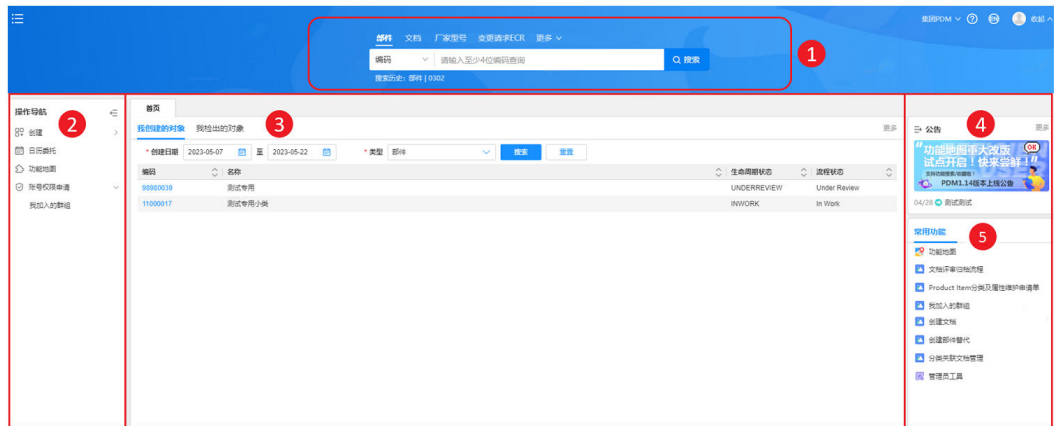 集团PDM
EN
收起
部件 文档 厂家型号 变更请求ECR 更多
编码 请输入至少4位编码查询 搜索
搜索历史：部件 | 0302
1
操作导航
2
创建
日历委托
功能地图
账号权限申请
我加入的群组
首页
我创建的对象 我检出的对象
3
更多
* 创建日期 2023-05-07 至 2023-05-22 * 类型 部件 搜索 重置
编码 名称 生命周期状态 流程状态
98980039 测试专用 UNDERREVIEW Under Review
11000017 测试专用小类 INWORK In Work
公告
4
更多
功能地图重大改版
试点开启！快来尝鲜！
OK
PDM1.14版本上线公告
04/28 测试测试
常用功能
5
功能地图
文档评审归档流程
Product Item分类及属性维护申请单
我加入的群组
创建文档
创建部件替代
分类关联文档管理
管理员工具